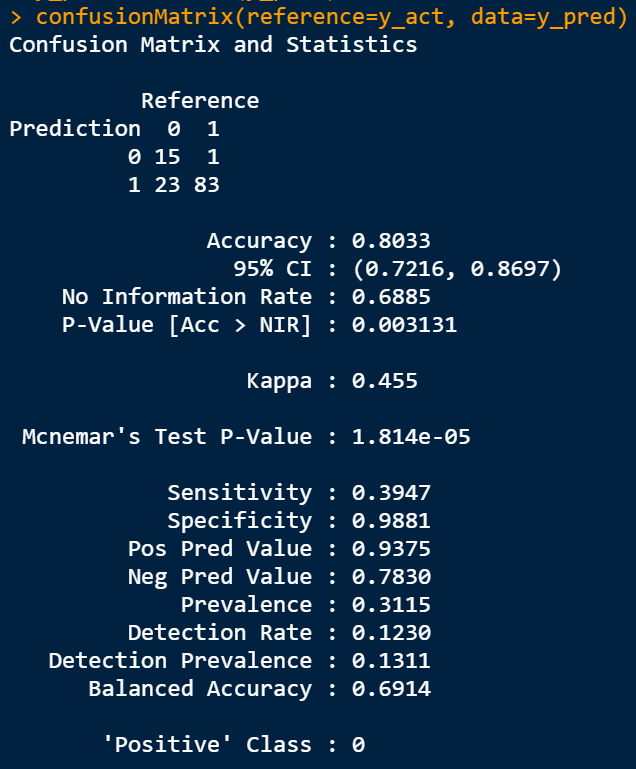 > confusionMatrix(reference=y_act, data=y_pred)
Confusion Matrix and Statistics
Reference
Prediction 0 1
0 15 1
1 23 83
Accuracy : 0.8033
95% CI : (0.7216, 0.8697)
No Information Rate : 0.6885
P-Value [Acc > NIR] : 0.003131
Kappa : 0.455
Mcnemar's Test P-Value : 1.814e-05
Sensitivity : 0.3947
Specificity : 0.9881
Pos Pred Value : 0.9375
Neg Pred Value : 0.7830
Prevalence : 0.3115
Detection Rate : 0.1230
Detection Prevalence : 0.1311
Balanced Accuracy : 0.6914
'Positive' Class : 0